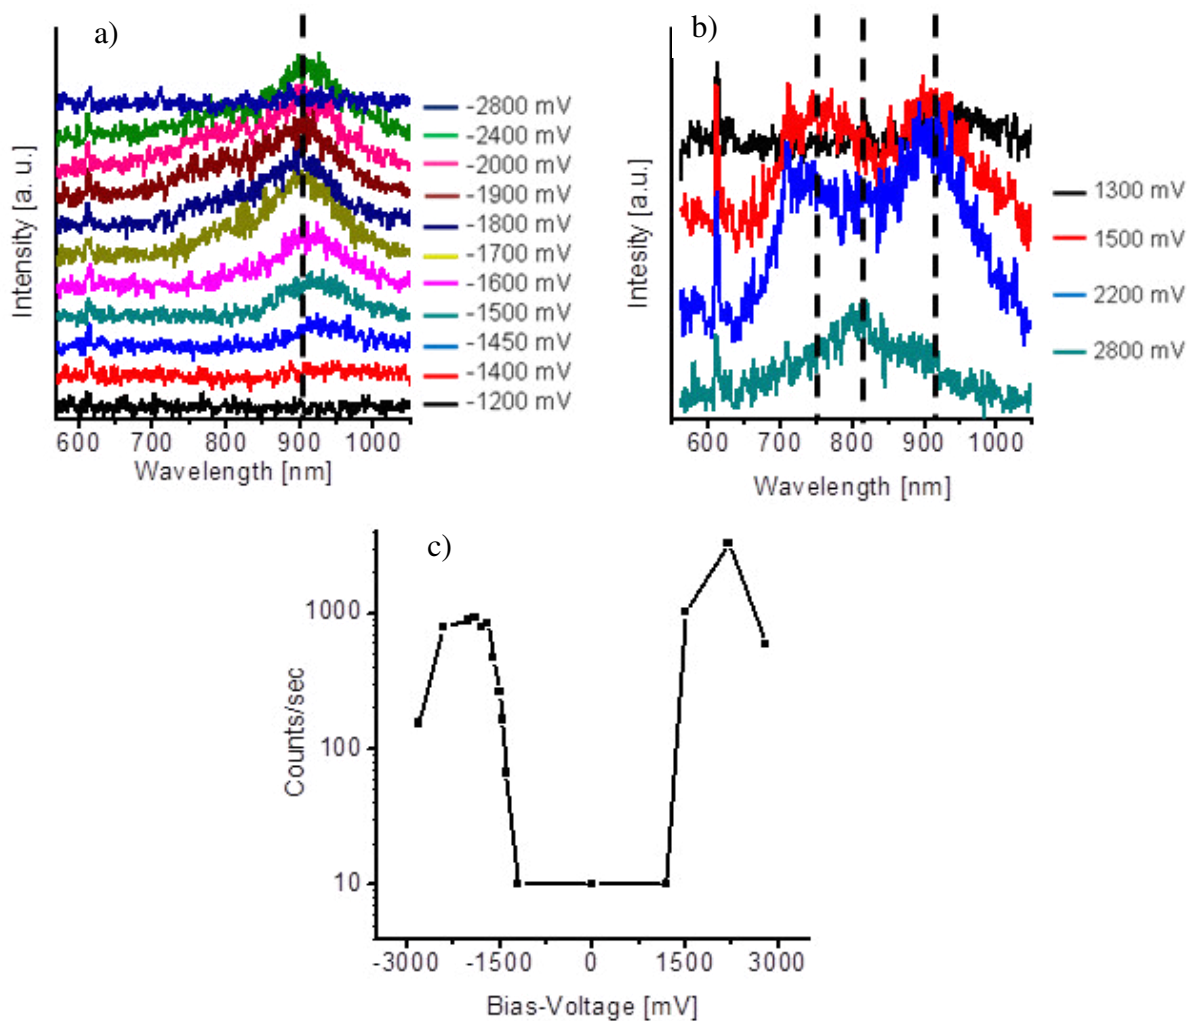 a)
Intensity [a. u.]
-2800 mV
-2400 mV
-2000 mV
-1900 mV
-1800 mV
-1700 mV
-1600 mV
-1500 mV
-1450 mV
-1400 mV
-1200 mV
600 700 800 900 1000
Wavelength [nm]
b)
Intesity [a.u.]
1300 mV
1500 mV
2200 mV
2800 mV
600 700 800 900 1000
Wavelength [nm]
c)
Counts/sec
1000
100
10
-3000 -1500 0 1500 3000
Bias-Voltage [mV]